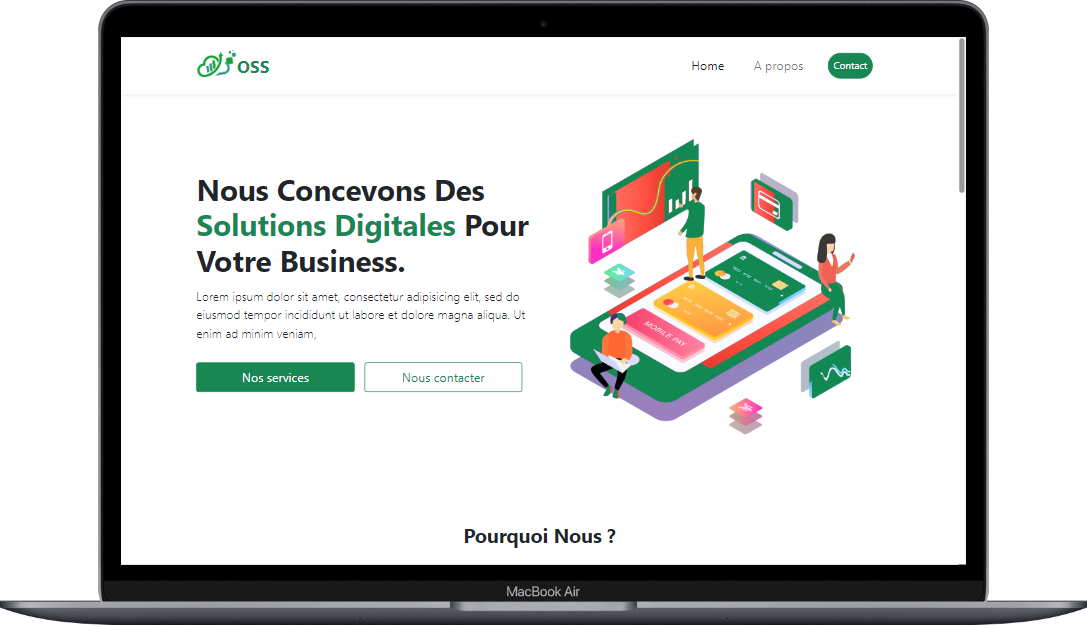 OSS
Home
A propos
Contact
Nous Concevons Des
Solutions Digitales Pour
Votre Business.
Lorem ipsum dolor sit amet, consectetur adipisicing elit, sed do
eiusmod tempor incididunt ut labore et dolore magna aliqua. Ut
enim ad minim veniam,
Nos services
Nous contacter
MOBILE PAY
Pourquoi Nous ?
MacBook Air